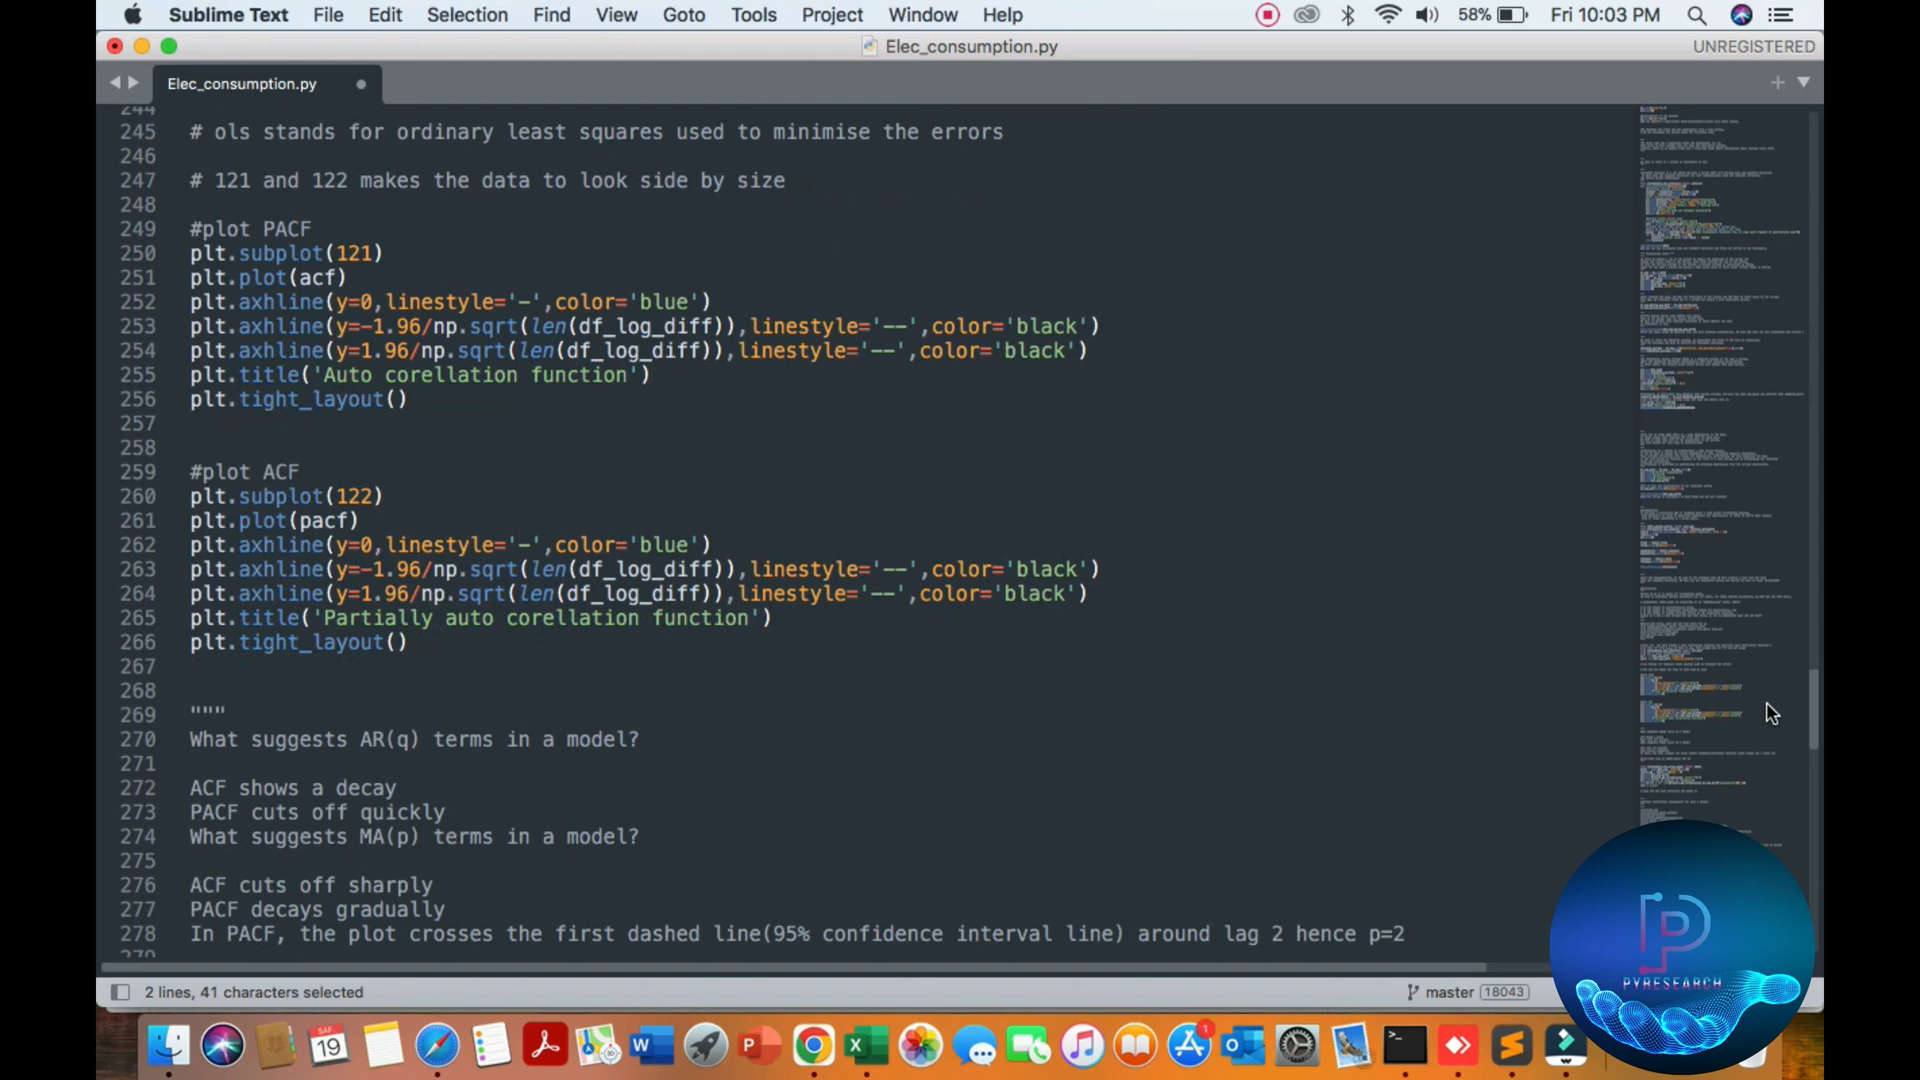 Sublime Text File Edit Selection Find View Goto Tools Project Window Help 58% Fri 10:03 PM
Elec_consumption.py UNREGISTERED
Elec_consumption.py
244
245 # ols stands for ordinary least squares used to minimise the errors
246
247 # 121 and 122 makes the data to look side by size
248
249 #plot PACF
250 plt.subplot(121)
251 plt.plot(acf)
252 plt.axhline(y=0,linestyle='-',color='blue')
253 plt.axhline(y=-1.96/np.sqrt(len(df_log_diff)),linestyle='--',color='black')
254 plt.axhline(y=1.96/np.sqrt(len(df_log_diff)),linestyle='--',color='black')
255 plt.title('Auto corellation function')
256 plt.tight_layout()
257
258
259 #plot ACF
260 plt.subplot(122)
261 plt.plot(pacf)
262 plt.axhline(y=0,linestyle='-',color='blue')
263 plt.axhline(y=-1.96/np.sqrt(len(df_log_diff)),linestyle='--',color='black')
264 plt.axhline(y=1.96/np.sqrt(len(df_log_diff)),linestyle='--',color='black')
265 plt.title('Partially auto corellation function')
266 plt.tight_layout()
267
268
269 """
270 What suggests AR(q) terms in a model?
271
272 ACF shows a decay
273 PACF cuts off quickly
274 What suggests MA(p) terms in a model?
275
276 ACF cuts off sharply
277 PACF decays gradually
278 In PACF, the plot crosses the first dashed line(95% confidence interval line) around lag 2 hence p=2
279
2 lines, 41 characters selected master 18043
PYRESEARCH
19
1